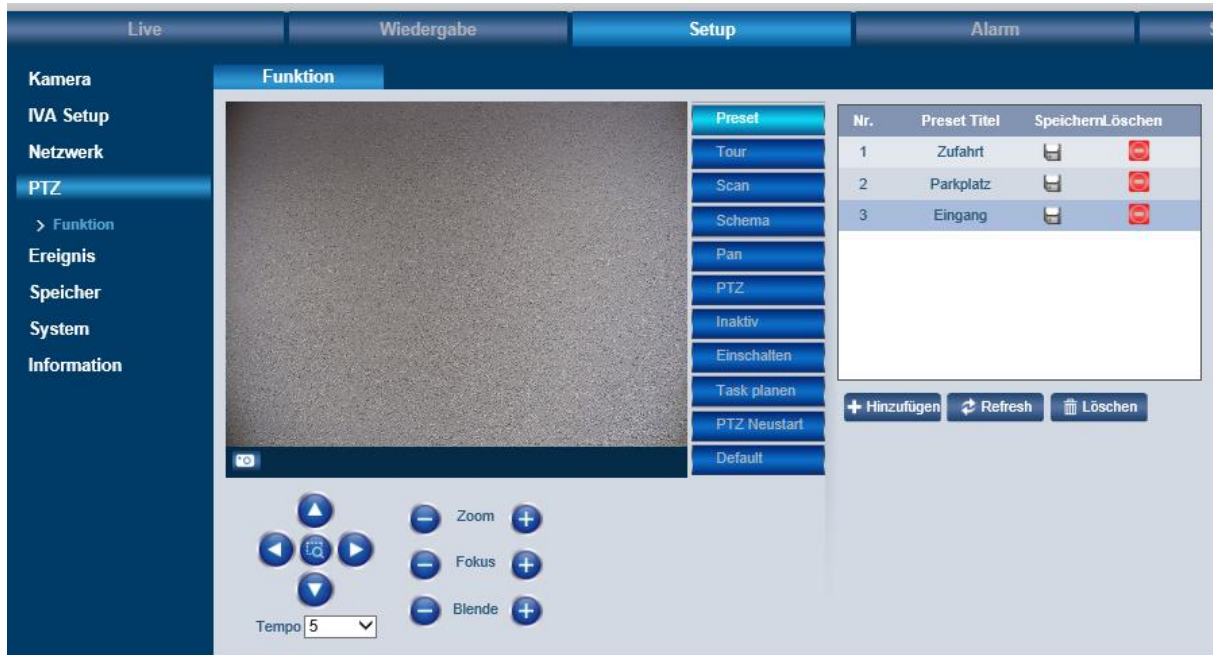 Live Wiedergabe Setup Alarm
Kamera
IVA Setup
Netzwerk
PTZ
> Funktion
Ereignis
Speicher
System
Information
Funktion
Preset
Tour
Scan
Schema
Pan
PTZ
Inaktiv
Einschalten
Task planen
PTZ Neustart
Default
Nr. Preset Titel SpeichernLöschen
1 Zufahrt
2 Parkplatz
3 Eingang
Hinzufügen Refresh Löschen
Zoom
Fokus
Blende
Tempo 5